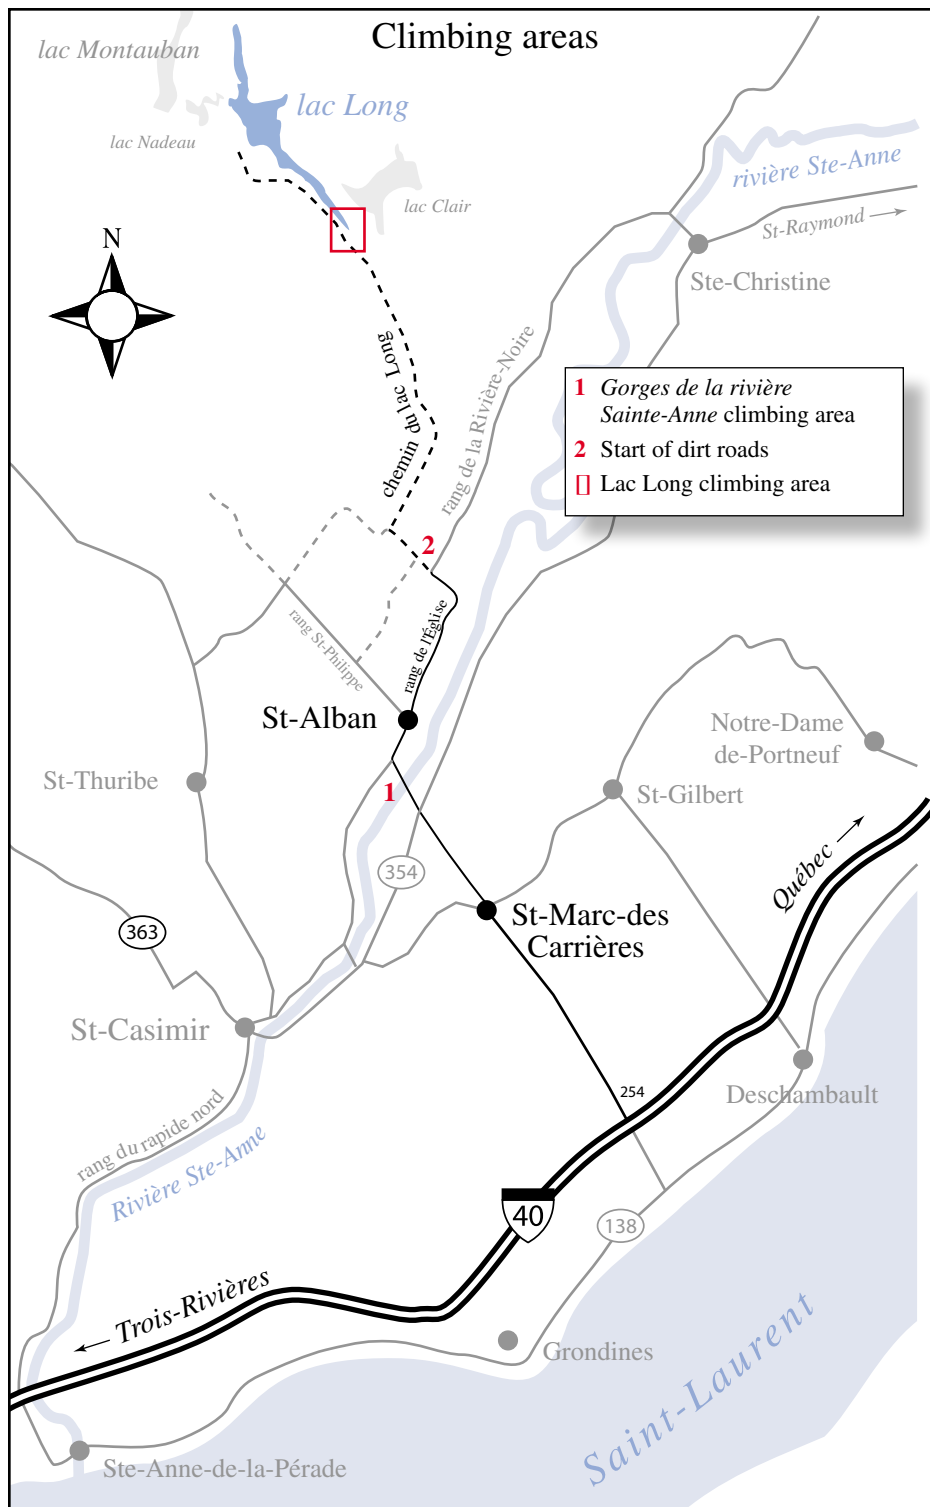 Climbing areas
lac Montauban
lac Long
lac Nadeau
lac Clair
rivière Ste-Anne
St-Raymond
Ste-Christine
N
chemin du lac Long
rang de la Rivière-Noire
1 Gorges de la rivière
Sainte-Anne climbing area
2 Start of dirt roads
[] Lac Long climbing area
2
rang de l'Église
rang St-Philippe
St-Alban
Notre-Dame
de-Portneuf
St-Thuribe
1
St-Gilbert
Québec
354
363
St-Marc-des
Carrières
St-Casimir
254
Deschambault
rang du rapide nord
Rivière Ste-Anne
40
138
Trois-Rivières
Grondines
Saint-Laurent
Ste-Anne-de-la-Pérade